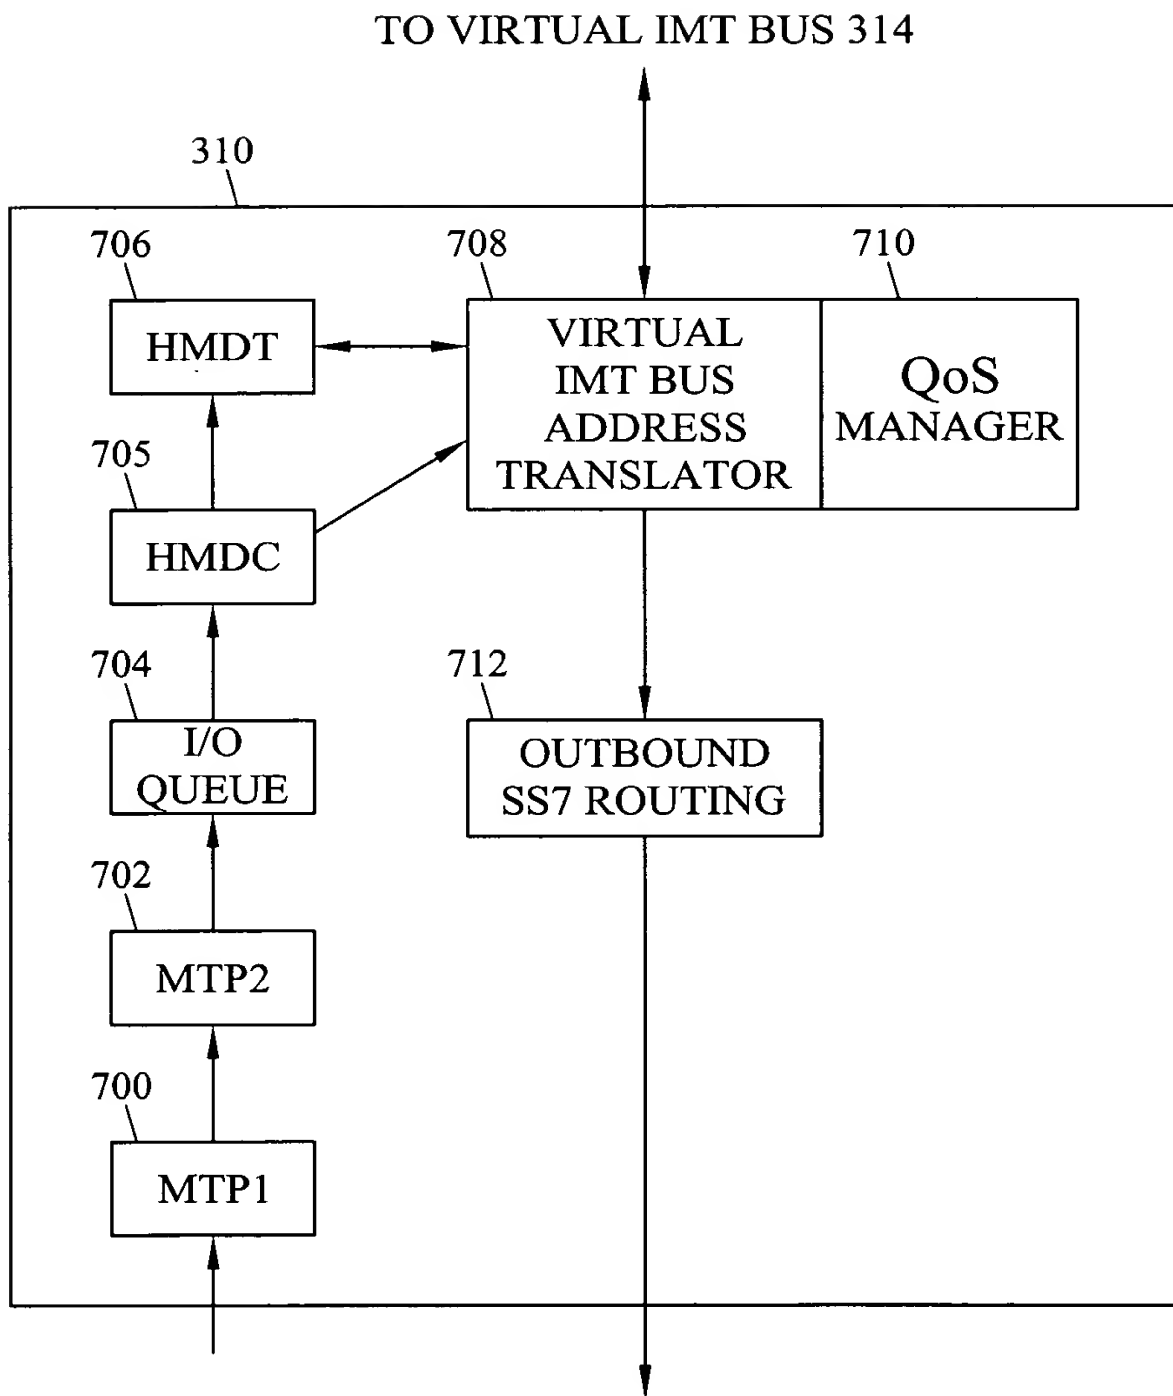 TO VIRTUAL IMT BUS 314
310
706
708
710
HMDT
VIRTUAL
IMT BUS
ADDRESS
TRANSLATOR
QoS
MANAGER
705
HMDC
704
712
I/O
QUEUE
OUTBOUND
SS7 ROUTING
702
MTP2
700
MTP1